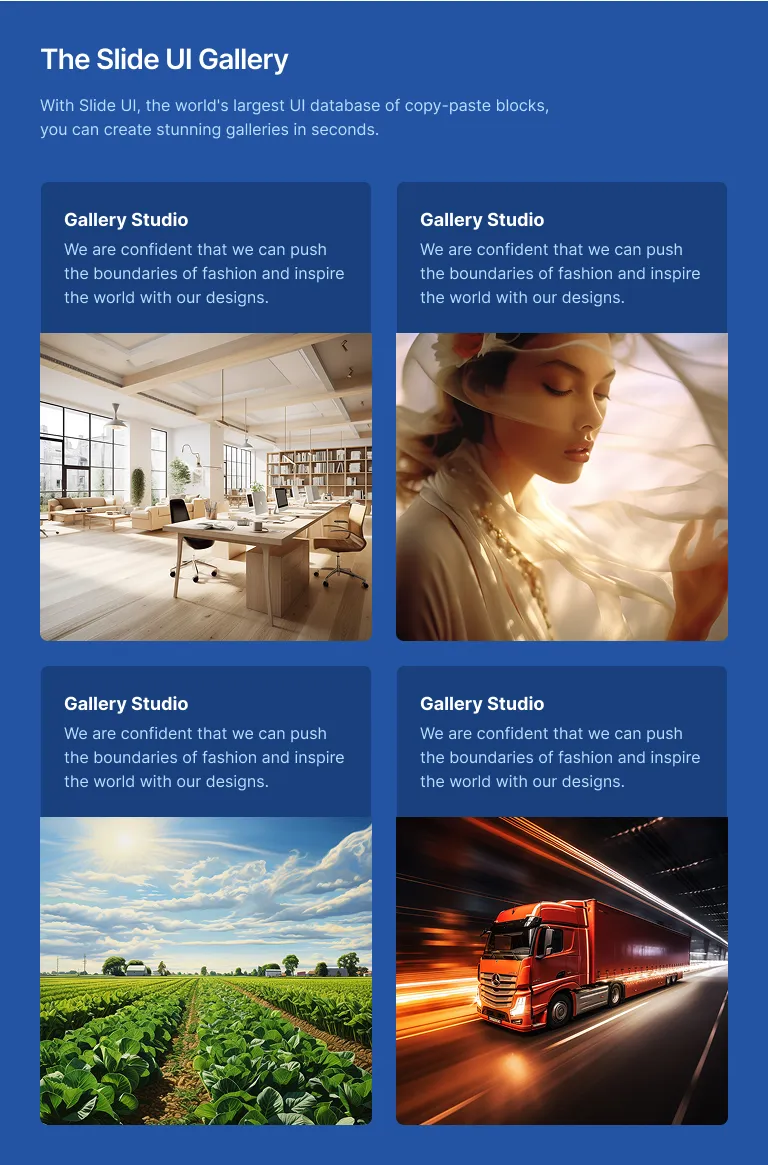 The Slide UI Gallery
With Slide UI, the world's largest UI database of copy-paste blocks,
you can create stunning galleries in seconds.
Gallery Studio
We are confident that we can push
the boundaries of fashion and inspire
the world with our designs.
Gallery Studio
We are confident that we can push
the boundaries of fashion and inspire
the world with our designs.
Gallery Studio
We are confident that we can push
the boundaries of fashion and inspire
the world with our designs.
Gallery Studio
We are confident that we can push
the boundaries of fashion and inspire
the world with our designs.